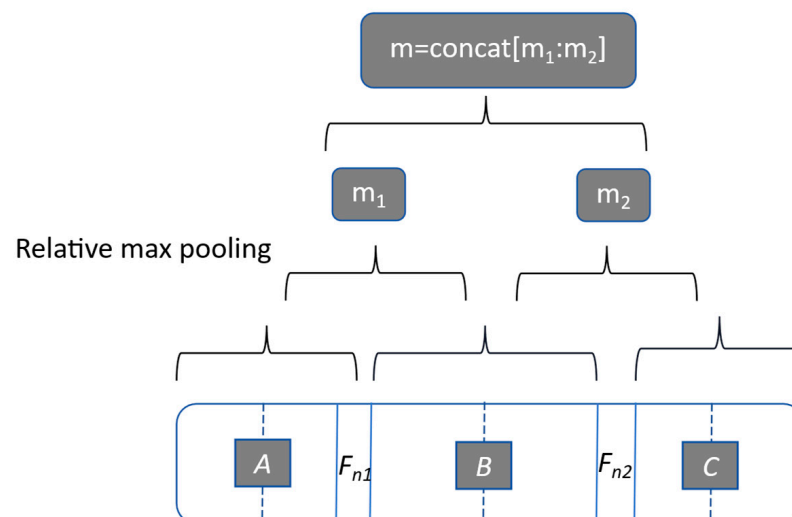 m=concat[m₁:m₂]
m₁
m₂
Relative max pooling
A
Fₙ₁
B
Fₙ₂
C